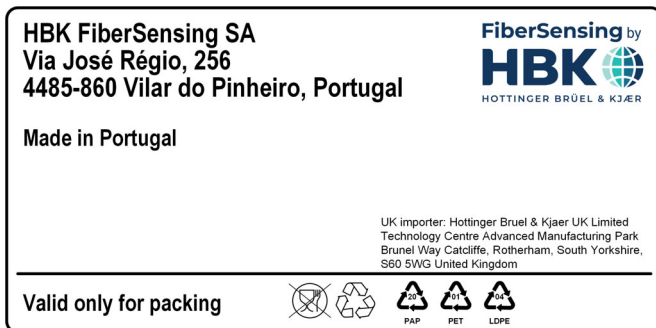 HBK FiberSensing SA
Via José Régio, 256
4485-860 Vilar do Pinheiro, Portugal
Made in Portugal
FiberSensing by
HBK
HOTTINGER BRÜEL & KJÆR
UK importer: Hottinger Bruel & Kjaer UK Limited
Technology Centre Advanced Manufacturing Park
Brunel Way Catcliffe, Rotherham, South Yorkshire,
S60 5WG United Kingdom
Valid only for packing
20
PAP
01
PET
04
LDPE